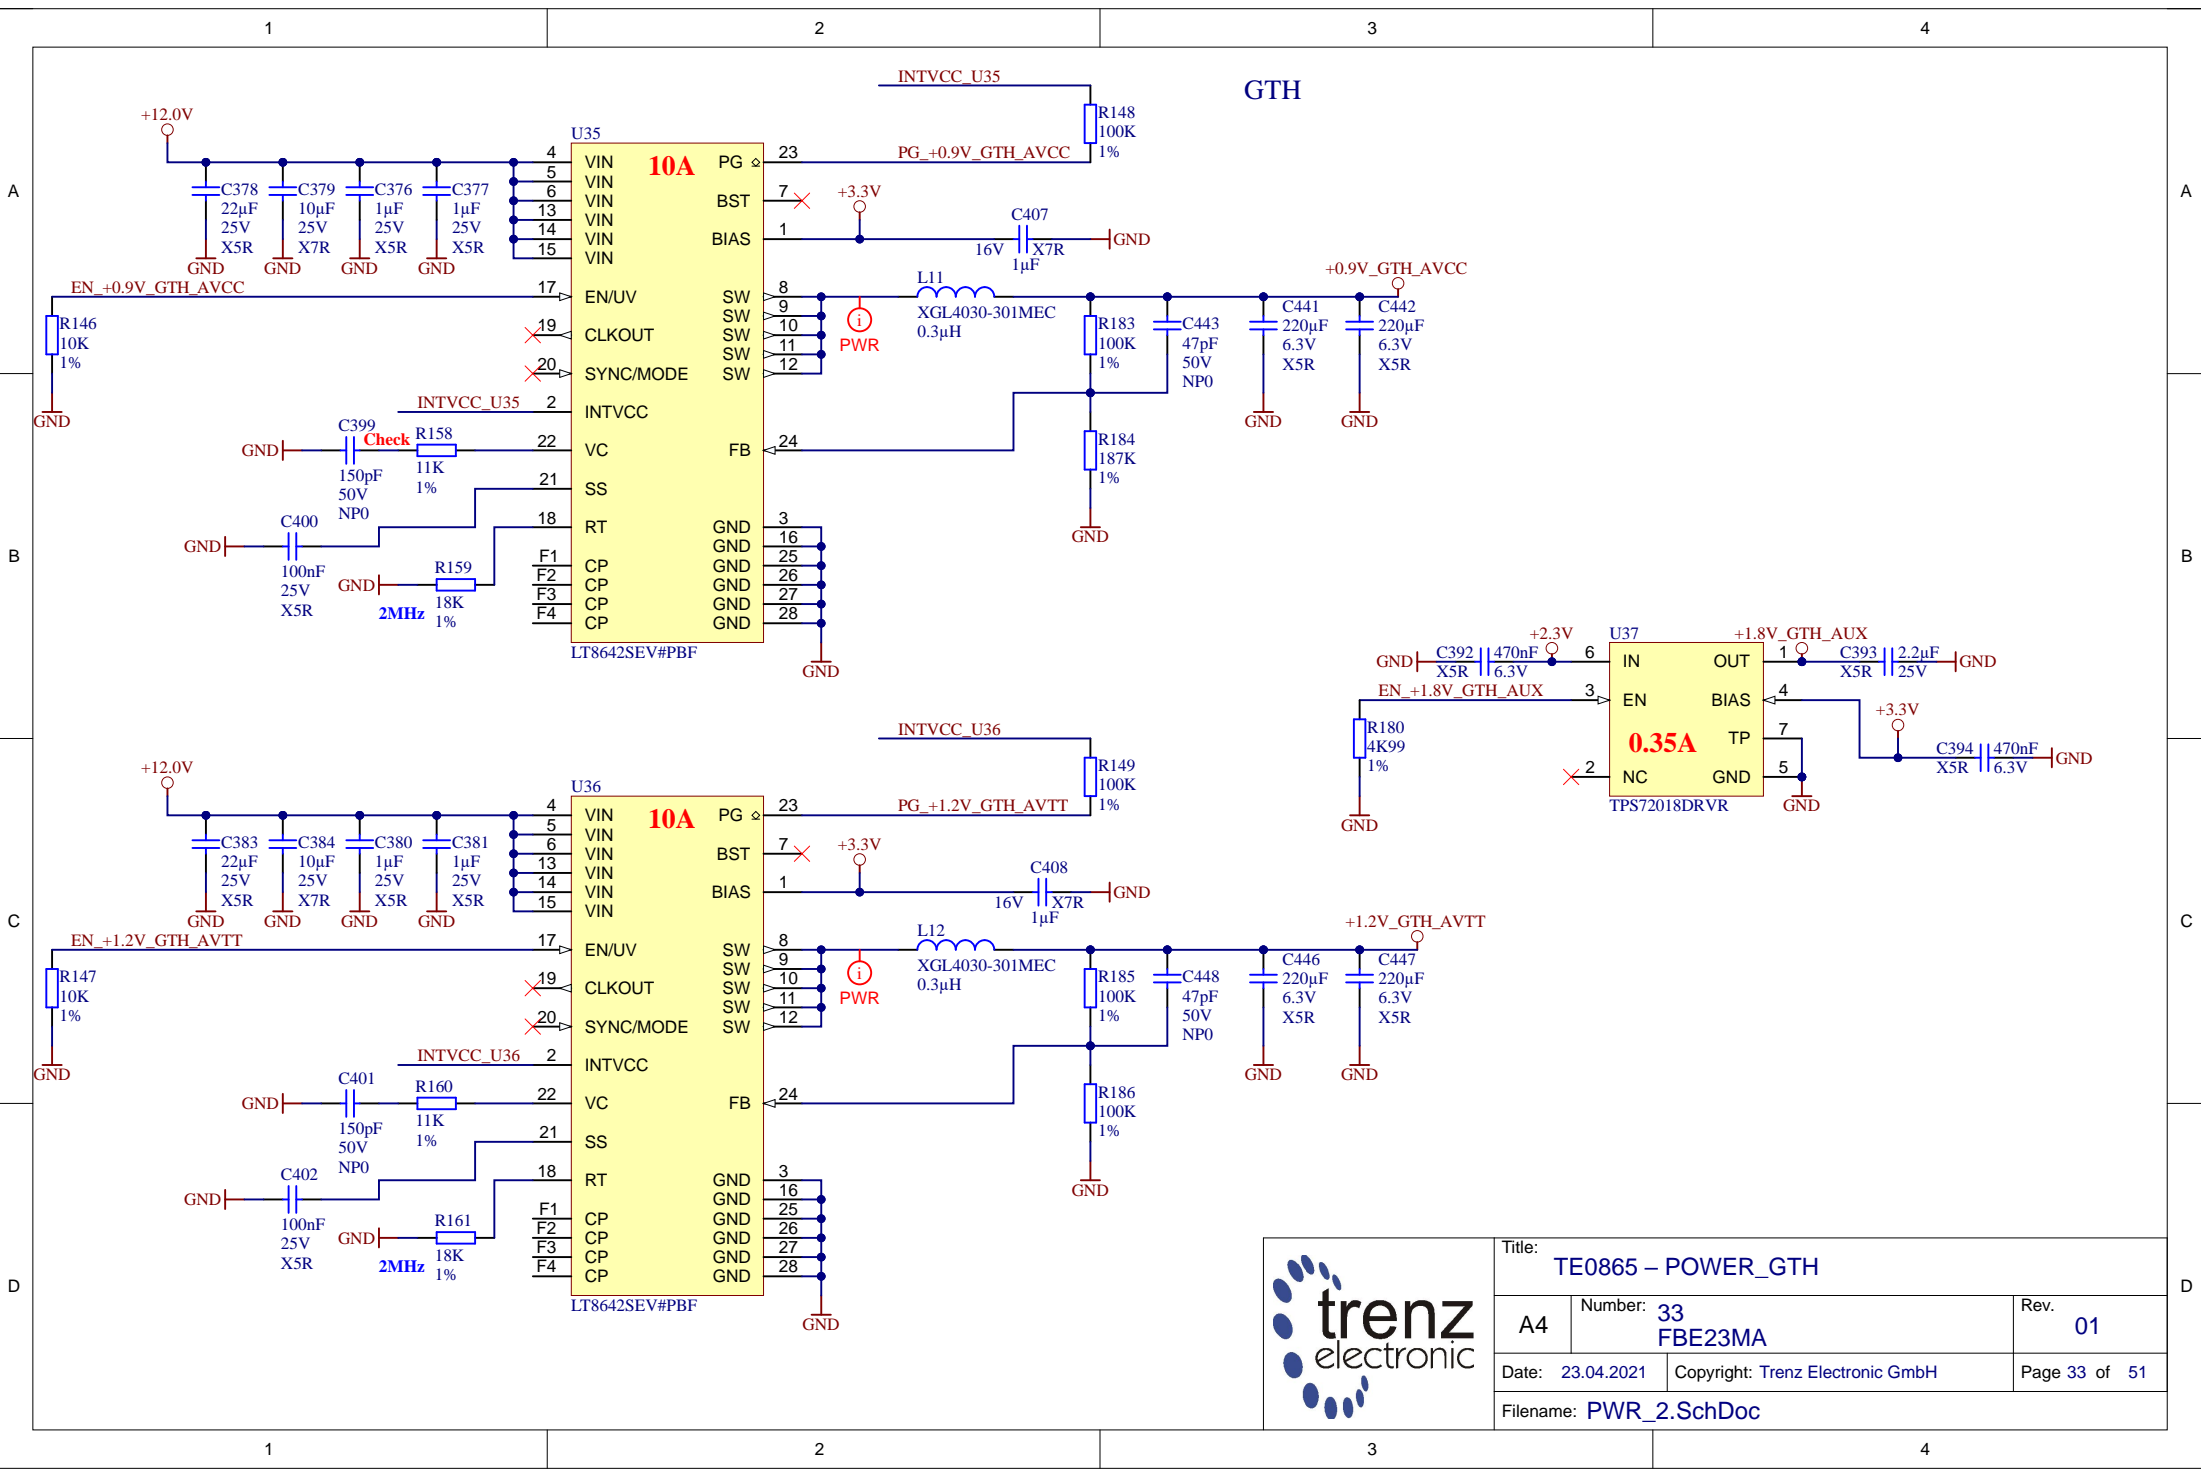 1 2 3 4
A
B
C
D
GTH
INTVCC_U35
R148
100K
1%
PG_+0.9V_GTH_AVCC
+12.0V
C378
22µF
25V
X5R
GND
C379
10µF
25V
X7R
GND
C376
1µF
25V
X5R
GND
C377
1µF
25V
X5R
GND
EN_+0.9V_GTH_AVCC
R146
10K
1%
GND
U35
10A
4 VIN
5 VIN
6 VIN
13 VIN
14 VIN
15 VIN
17 EN/UV
19 CLKOUT
20 SYNC/MODE
2 INTVCC
22 VC
21 SS
18 RT
F1 CP
F2 CP
F3 CP
F4 CP
PG 23
BST 7
BIAS 1
SW 8
SW 9
SW 10
SW 11
SW 12
FB 24
GND 3
GND 16
GND 25
GND 26
GND 27
GND 28
LT8642SEV#PBF
GND
INTVCC_U35
GND
C399
150pF
50V
NP0
Check
R158
11K
1%
GND
C400
100nF
25V
X5R
GND
R159
18K
1%
2MHz
+3.3V
C407
16V X7R
1µF
GND
i
PWR
L11
XGL4030-301MEC
0.3µH
R183
100K
1%
C443
47pF
50V
NP0
C441
220µF
6.3V
X5R
GND
C442
220µF
6.3V
X5R
GND
+0.9V_GTH_AVCC
R184
187K
1%
GND
U37
0.35A
6 IN
3 EN
2 NC
OUT 1
BIAS 4
TP 7
GND 5
TPS72018DRVR
GND
+2.3V
GND
C392 470nF
X5R 6.3V
EN_+1.8V_GTH_AUX
R180
4K99
1%
GND
+1.8V_GTH_AUX
C393 2.2µF
X5R 25V
GND
+3.3V
C394 470nF
X5R 6.3V
GND
INTVCC_U36
R149
100K
1%
PG_+1.2V_GTH_AVTT
+12.0V
C383
22µF
25V
X5R
GND
C384
10µF
25V
X7R
GND
C380
1µF
25V
X5R
GND
C381
1µF
25V
X5R
GND
EN_+1.2V_GTH_AVTT
R147
10K
1%
GND
U36
10A
4 VIN
5 VIN
6 VIN
13 VIN
14 VIN
15 VIN
17 EN/UV
19 CLKOUT
20 SYNC/MODE
2 INTVCC
22 VC
21 SS
18 RT
F1 CP
F2 CP
F3 CP
F4 CP
PG 23
BST 7
BIAS 1
SW 8
SW 9
SW 10
SW 11
SW 12
FB 24
GND 3
GND 16
GND 25
GND 26
GND 27
GND 28
LT8642SEV#PBF
GND
INTVCC_U36
GND
C401
150pF
50V
NP0
R160
11K
1%
GND
C402
100nF
25V
X5R
GND
R161
18K
1%
2MHz
+3.3V
C408
16V X7R
1µF
GND
i
PWR
L12
XGL4030-301MEC
0.3µH
R185
100K
1%
C448
47pF
50V
NP0
C446
220µF
6.3V
X5R
GND
C447
220µF
6.3V
X5R
GND
+1.2V_GTH_AVTT
R186
100K
1%
GND
trenz
electronic
Title:
TE0865 – POWER_GTH
A4
Number: 33
FBE23MA
Rev.
01
Date: 23.04.2021
Copyright: Trenz Electronic GmbH
Page 33 of 51
Filename: PWR_2.SchDoc
A
B
C
D
1 2 3 4